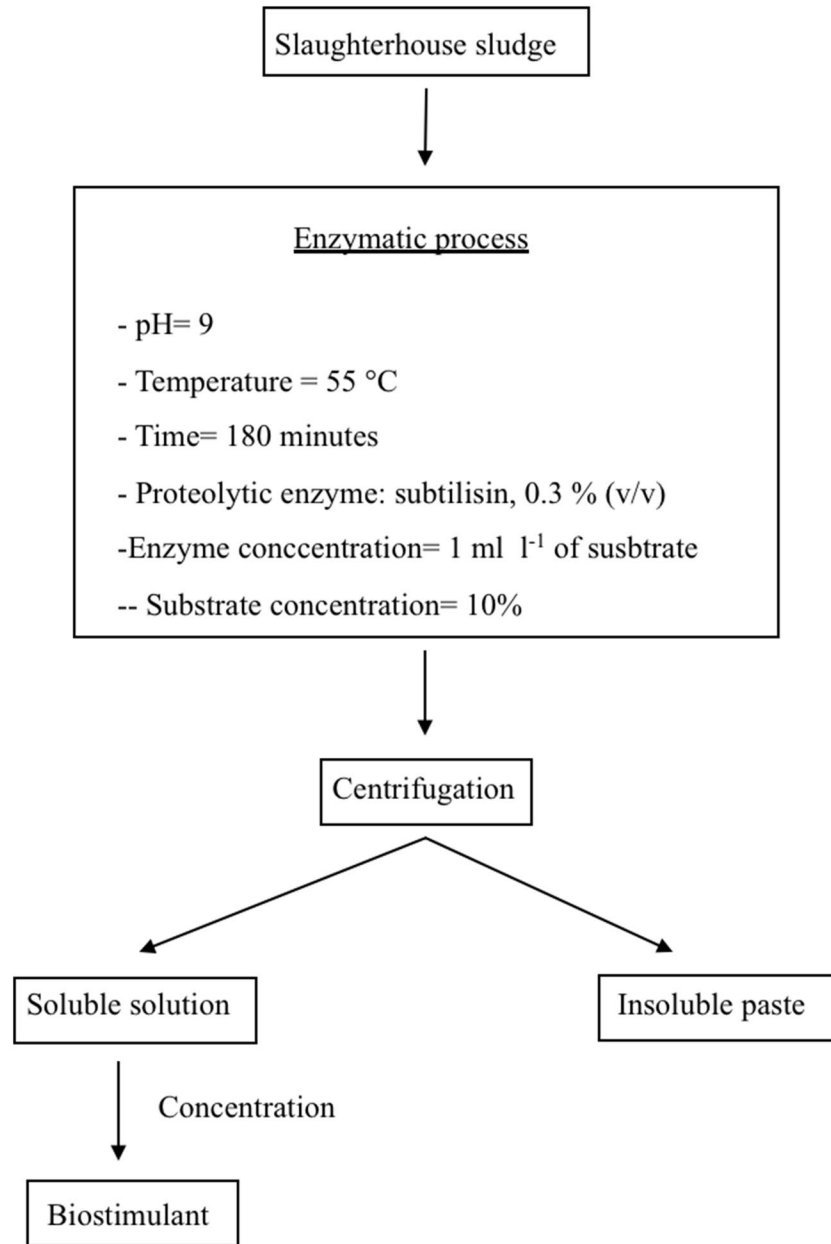 Slaughterhouse sludge
Enzymatic process
- pH= 9
- Temperature = 55 °C
- Time= 180 minutes
- Proteolytic enzyme: subtilisin, 0.3 % (v/v)
-Enzyme conccentration= 1 ml l⁻¹ of susbtrate
-- Substrate concentration= 10%
Centrifugation
Soluble solution
Insoluble paste
Concentration
Biostimulant